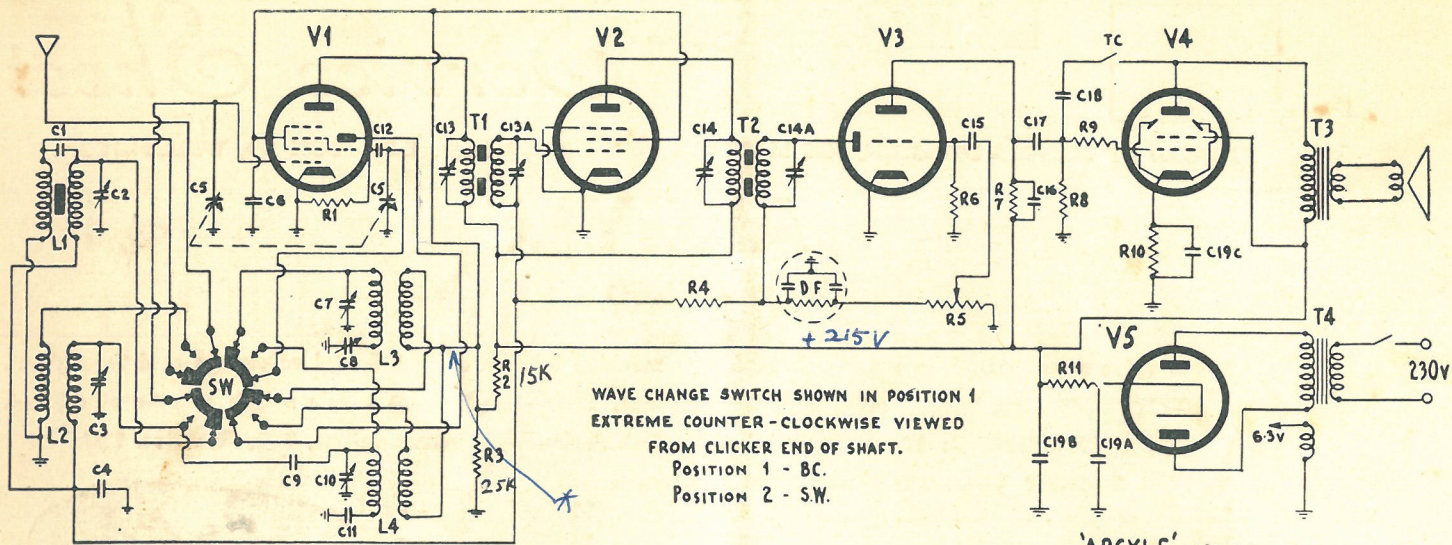 V1
V2
V3
V4
TC
C1
C2
C5
C6
R1
C12
C5
C13
T1
C13A
C14
T2
C14A
C15
R6
R7
C16
C17
C18
R9
R8
R10
C19C
T3
L1
L2
C3
C4
SW
C7
C8
L3
C9
C10
C11
L4
R2
15K
R3
25K
R4
DF
+215V
R5
V5
R11
C19B
C19A
T4
230V
6.3V
WAVE CHANGE SWITCH SHOWN IN POSITION 1
EXTREME COUNTER-CLOCKWISE VIEWED
FROM CLICKER END OF SHAFT.
POSITION 1 - BC.
POSITION 2 - S.W.
'ARGYLE'